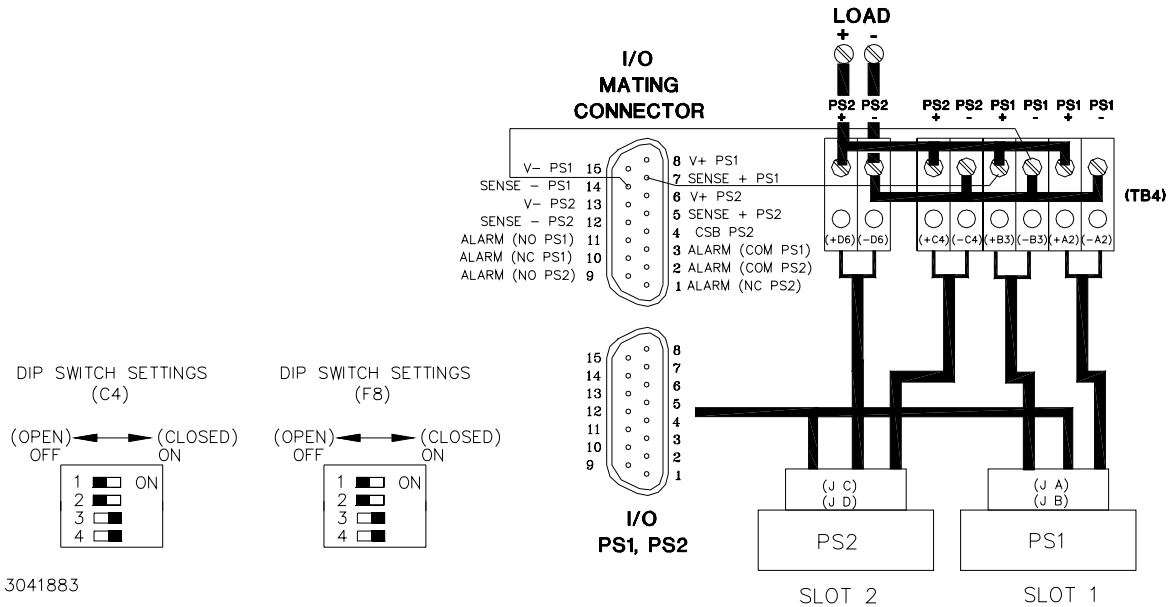 LOAD
+ -
I/O
MATING
CONNECTOR
PS2 PS2 PS2 PS2 PS1 PS1 PS1 PS1
+ - + - + - + -
V- PS1 15
SENSE - PS1 14
V- PS2 13
SENSE - PS2 12
ALARM (NO PS1) 11
ALARM (NC PS1) 10
ALARM (NO PS2) 9
8 V+ PS1
7 SENSE + PS1
6 V+ PS2
5 SENSE + PS2
4 CSB PS2
3 ALARM (COM PS1)
2 ALARM (COM PS2)
1 ALARM (NC PS2)
(TB4)
(+D6) (-D6) (+C4) (-C4) (+B3) (-B3) (+A2) (-A2)
15
14
13
12
11
10
9
8
7
6
5
4
3
2
1
I/O
PS1, PS2
DIP SWITCH SETTINGS
(C4)
(OPEN) (CLOSED)
OFF ON
1 ON
2
3
4
DIP SWITCH SETTINGS
(F8)
(OPEN) (CLOSED)
OFF ON
1 ON
2
3
4
(J C)
(J D)
PS2
SLOT 2
(J A)
(J B)
PS1
SLOT 1
3041883